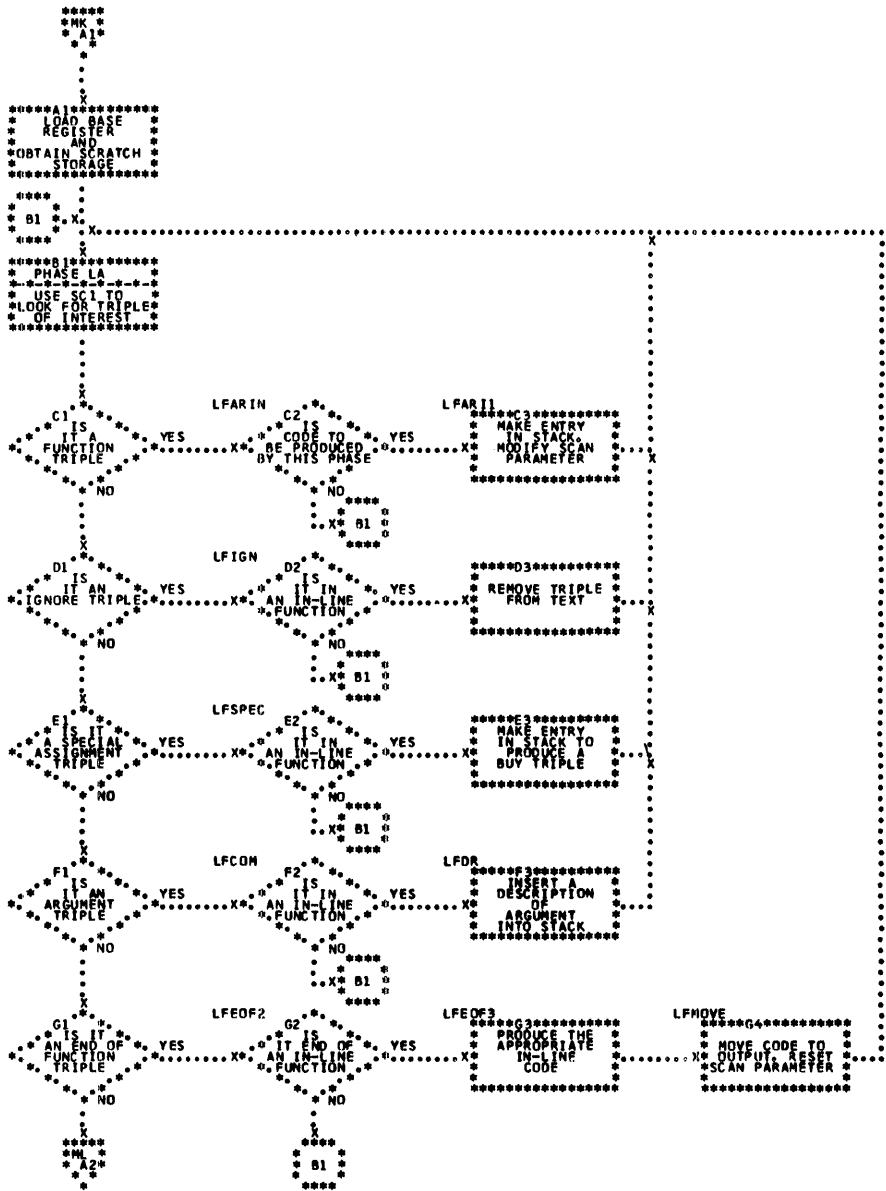 MK
A1
A1
LOAD BASE
REGISTER
AND
OBTAIN SCRATCH
STORAGE
B1
B1
PHASE LA
USE SC1 TO
LOOK FOR TRIPLE
OF INTEREST
C1
IS
IT A
FUNCTION
TRIPLE
YES
NO
LFARIN
C2
IS
CODE TO
BE PRODUCED
BY THIS PHASE
YES
NO
B1
LFARI1
C3
MAKE ENTRY
IN STACK.
MODIFY SCAN
PARAMETER
D1
IS
IT AN
IGNORE TRIPLE
YES
NO
LFIGN
D2
IS
IT IN
AN IN-LINE
FUNCTION
YES
NO
B1
D3
REMOVE TRIPLE
FROM TEXT
E1
IS IT
A SPECIAL
ASSIGNMENT
TRIPLE
YES
NO
LFSPEC
E2
IS
IT IN
AN IN-LINE
FUNCTION
YES
NO
B1
E3
MAKE ENTRY
IN STACK TO
PRODUCE A
BUY TRIPLE
F1
IS
IT AN
ARGUMENT
TRIPLE
YES
NO
LFCOM
F2
IS
IT IN
AN IN-LINE
FUNCTION
YES
NO
B1
LFDR
F3
INSERT A
DESCRIPTION
OF
ARGUMENT
INTO STACK
G1
IS IT
AN END OF
FUNCTION
TRIPLE
YES
NO
ML
A2
LFEOF2
G2
IS
IT END OF
AN IN-LINE
FUNCTION
YES
NO
B1
LFEOF3
G3
PRODUCE THE
APPROPRIATE
IN-LINE
CODE
LFMOVE
G4
MOVE CODE TO
OUTPUT. RESET
SCAN PARAMETER